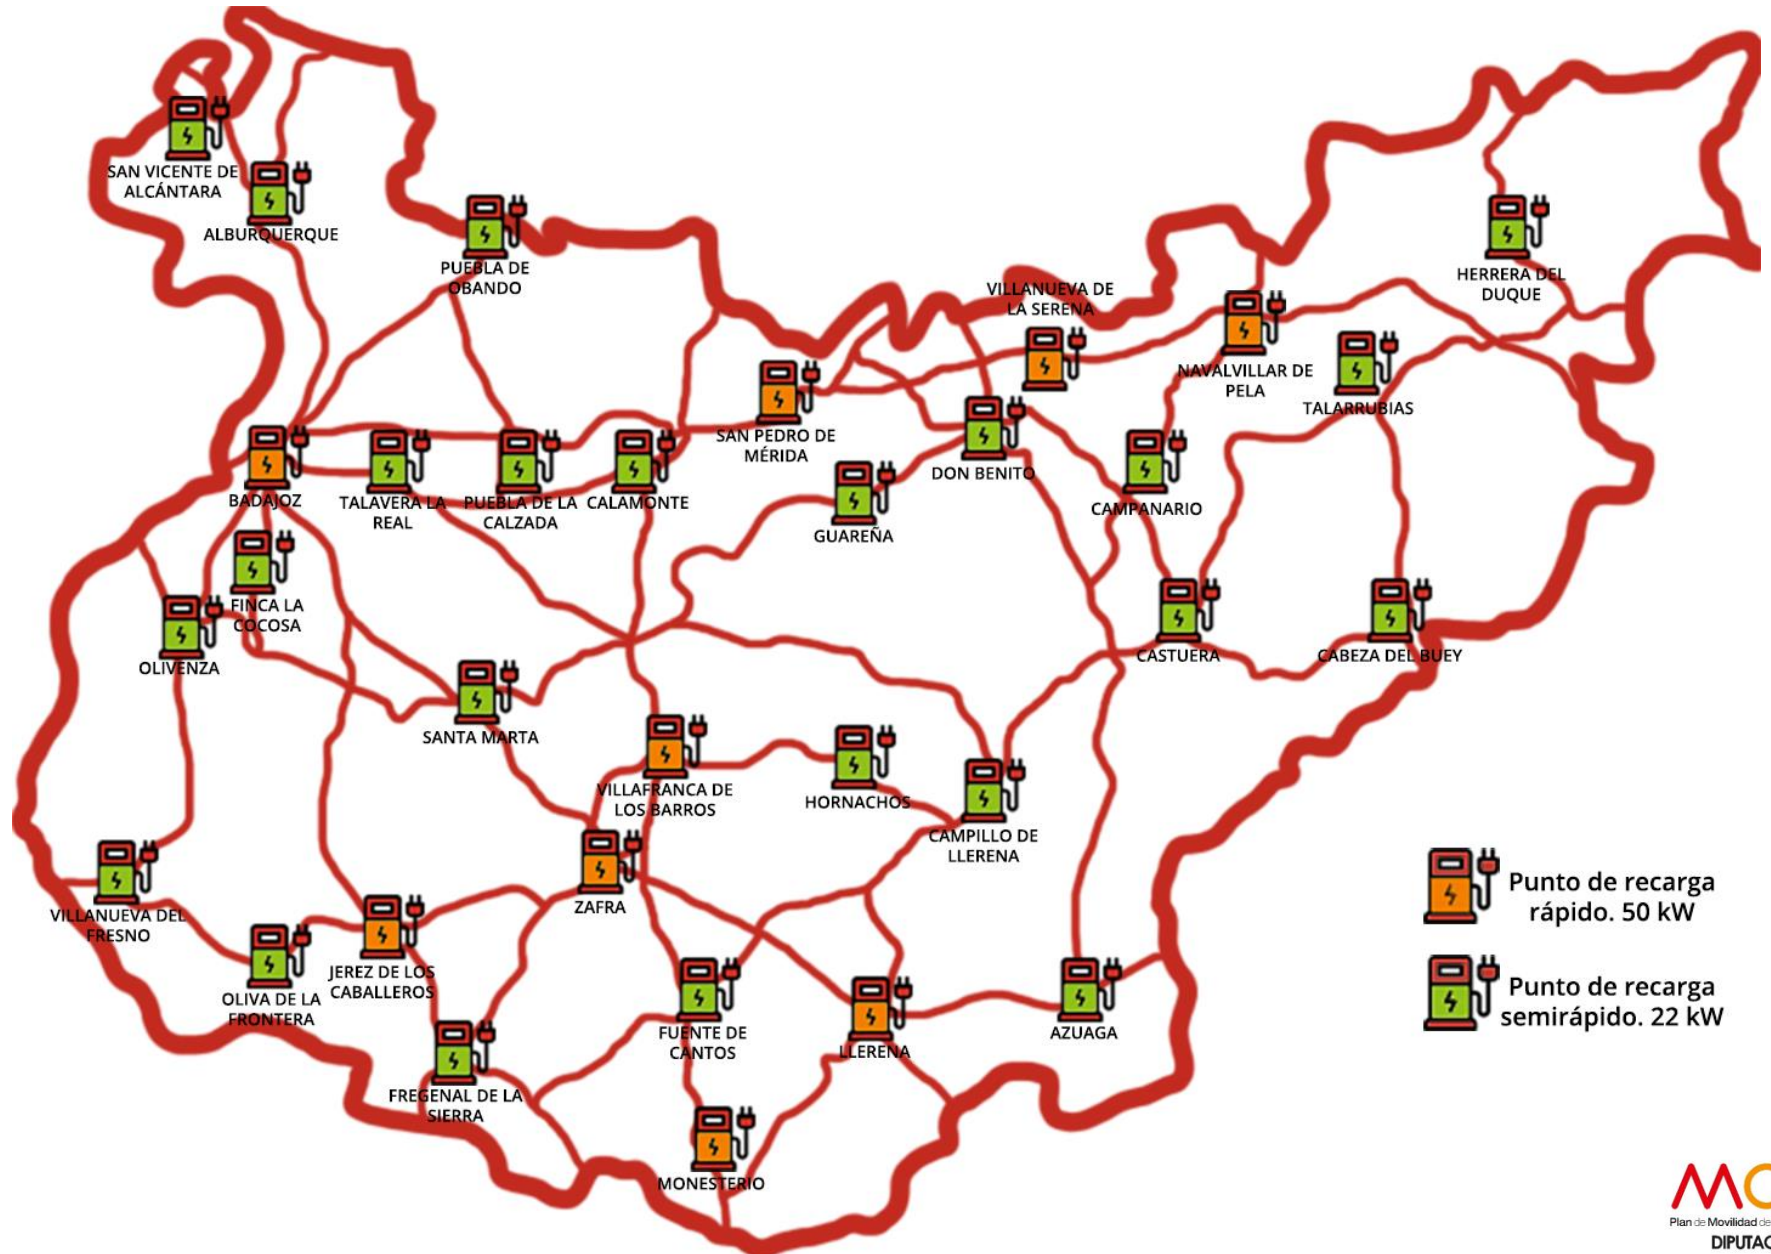 SAN VICENTE DE
ALCÁNTARA
ALBURQUERQUE
PUEBLA DE
OBANDO
HERRERA DEL
DUQUE
VILLANUEVA DE
LA SERENA
NAVALVILLAR DE
PELA
TALARRUBIAS
SAN PEDRO DE
MÉRIDA
DON BENITO
BADAJOZ
TALAVERA LA
REAL
PUEBLA DE LA
CALZADA
CALAMONTE
GUAREÑA
CAMPANARIO
FINCA LA
COCOSA
OLIVENZA
CASTUERA
CABEZA DEL BUEY
SANTA MARTA
VILLAFRANCA DE
LOS BARROS
HORNACHOS
CAMPILLO DE
LLERENA
ZAFRA
VILLANUEVA DEL
FRESNO
OLIVA DE LA
FRONTERA
JEREZ DE LOS
CABALLEROS
FUENTE DE
CANTOS
LLERENA
AZUAGA
FREGENAL DE LA
SIERRA
MONESTERIO
Punto de recarga
rápido. 50 kW
Punto de recarga
semirápido. 22 kW
Plan de Movilidad de
DIPUTAC